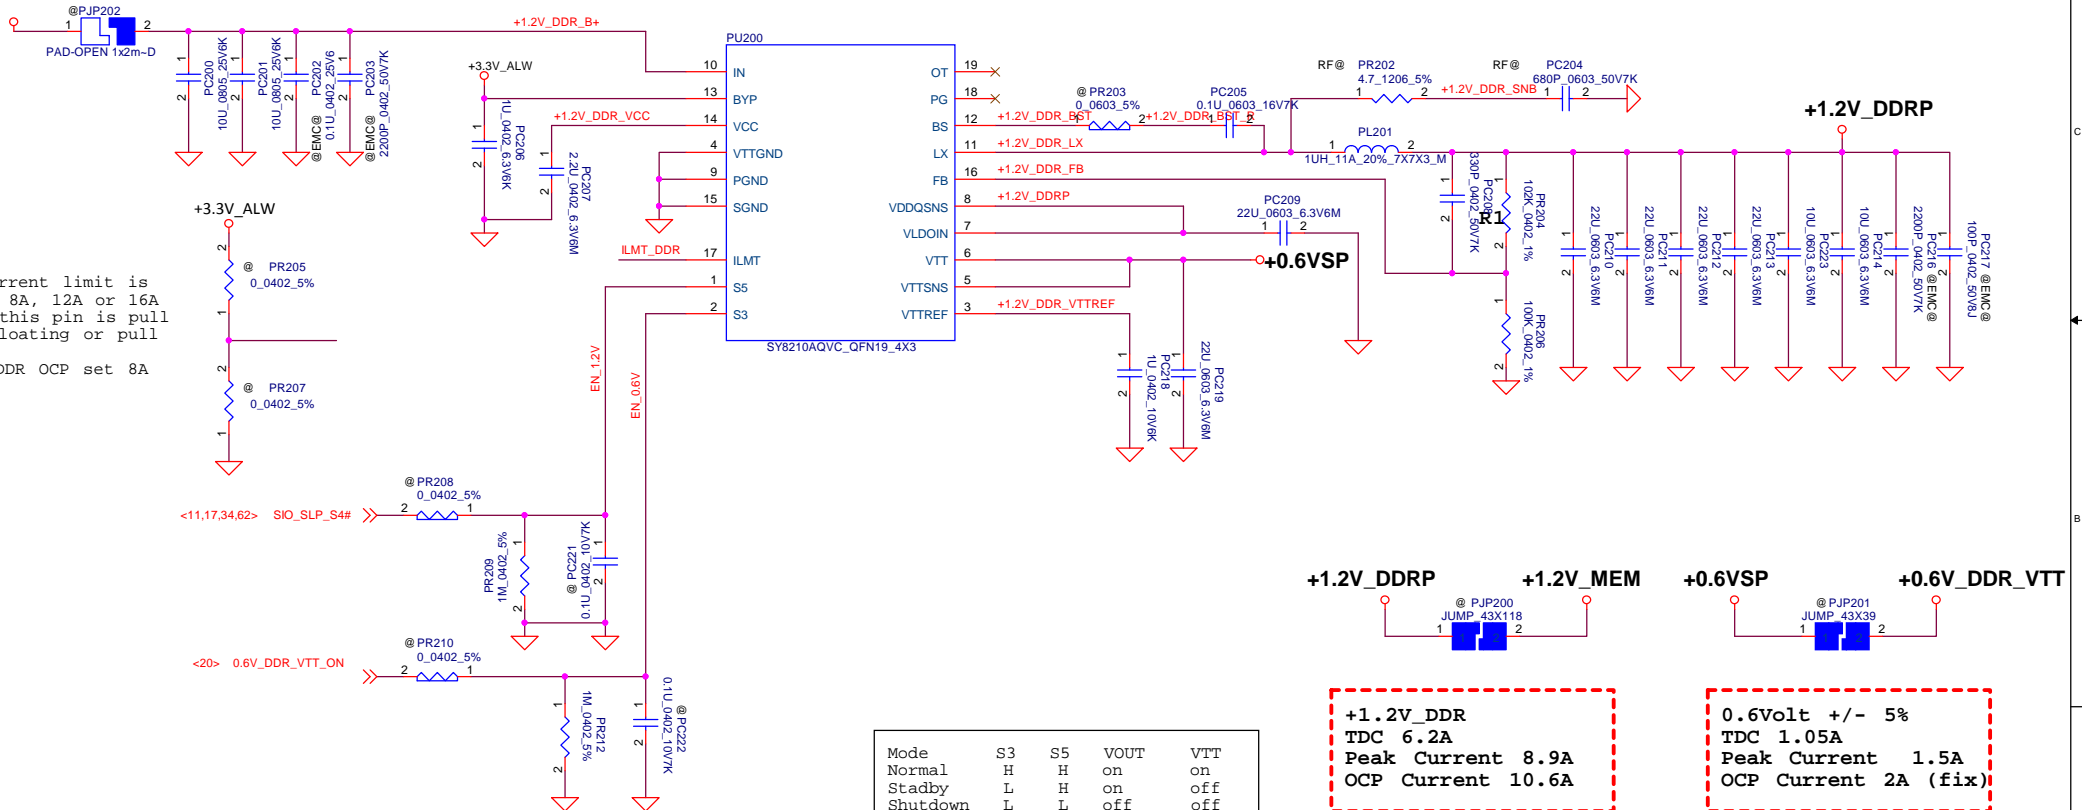 @PJP202
1 2
PAD-OPEN 1x2m~D
+1.2V_DDR_B+
PC200
10U_0805_25V6K
PC201
10U_0805_25V6K
PC202
@EMC@ 0.1U_0402_25V6
PC203
@EMC@ 2200P_0402_50V7K
+3.3V_ALW
PC206
1U_0402_6.3V6K
+1.2V_DDR_VCC
PC207
2.2U_0402_6.3V6M
PU200
10 IN
13 BYP
14 VCC
4 VTTGND
9 PGND
15 SGND
17 ILMT
1 S5
2 S3
OT 19
PG 18
BS 12
LX 11
FB 16
VDDQSNS 8
VLDOIN 7
VTT 6
VTTSNS 5
VTTREF 3
SY8210AQVC_QFN19_4X3
ILMT_DDR
EN_1.2V
EN_0.6V
+1.2V_DDR_BST
@ PR203
0_0603_5%
+1.2V_DDR_BST_R
PC205
0.1U_0603_16V7K
RF@ PR202
4.7_1206_5%
+1.2V_DDR_SNB
RF@ PC204
680P_0603_50V7K
+1.2V_DDR_LX
PL201
1UH_11A_20%_7X7X3_M
+1.2V_DDR_FB
+1.2V_DDRP
PC209
22U_0603_6.3V6M
+0.6VSP
+1.2V_DDR_VTTREF
PC218
1U_0402_10V6K
PC219
22U_0603_6.3V6M
330P_0402_50V7K
PC208
R1
PR204
102K_0402_1%
PR206
100K_0402_1%
+1.2V_DDRP
PC210
22U_0603_6.3V6M
PC211
22U_0603_6.3V6M
PC212
22U_0603_6.3V6M
PC213
22U_0603_6.3V6M
PC223
10U_0603_6.3V6M
PC214
10U_0603_6.3V6M
PC216 @EMC@
2200P_0402_50V7K
PC217 @EMC@
100P_0402_50V8J
C
B
+3.3V_ALW
@ PR205
0_0402_5%
@ PR207
0_0402_5%
rrent limit is
8A, 12A or 16A
this pin is pull
loating or pull
DDR OCP set 8A
<11,17,34,62> SIO_SLP_S4#
@ PR208
0_0402_5%
PR209
1M_0402_5%
@ PC221
0.1U_0402_10V7K
<20> 0.6V_DDR_VTT_ON
@ PR210
0_0402_5%
PR212
1M_0402_5%
@PC222
0.1U_0402_10V7K
+1.2V_DDRP +1.2V_MEM
@ PJP200
JUMP_43X118
1 2
+0.6VSP +0.6V_DDR_VTT
@ PJP201
JUMP_43X39
1 2
Mode S3 S5 VOUT VTT
Normal H H on on
Stadby L H on off
Shutdown L L off off
+1.2V_DDR
TDC 6.2A
Peak Current 8.9A
OCP Current 10.6A
0.6Volt +/- 5%
TDC 1.05A
Peak Current 1.5A
OCP Current 2A (fix)